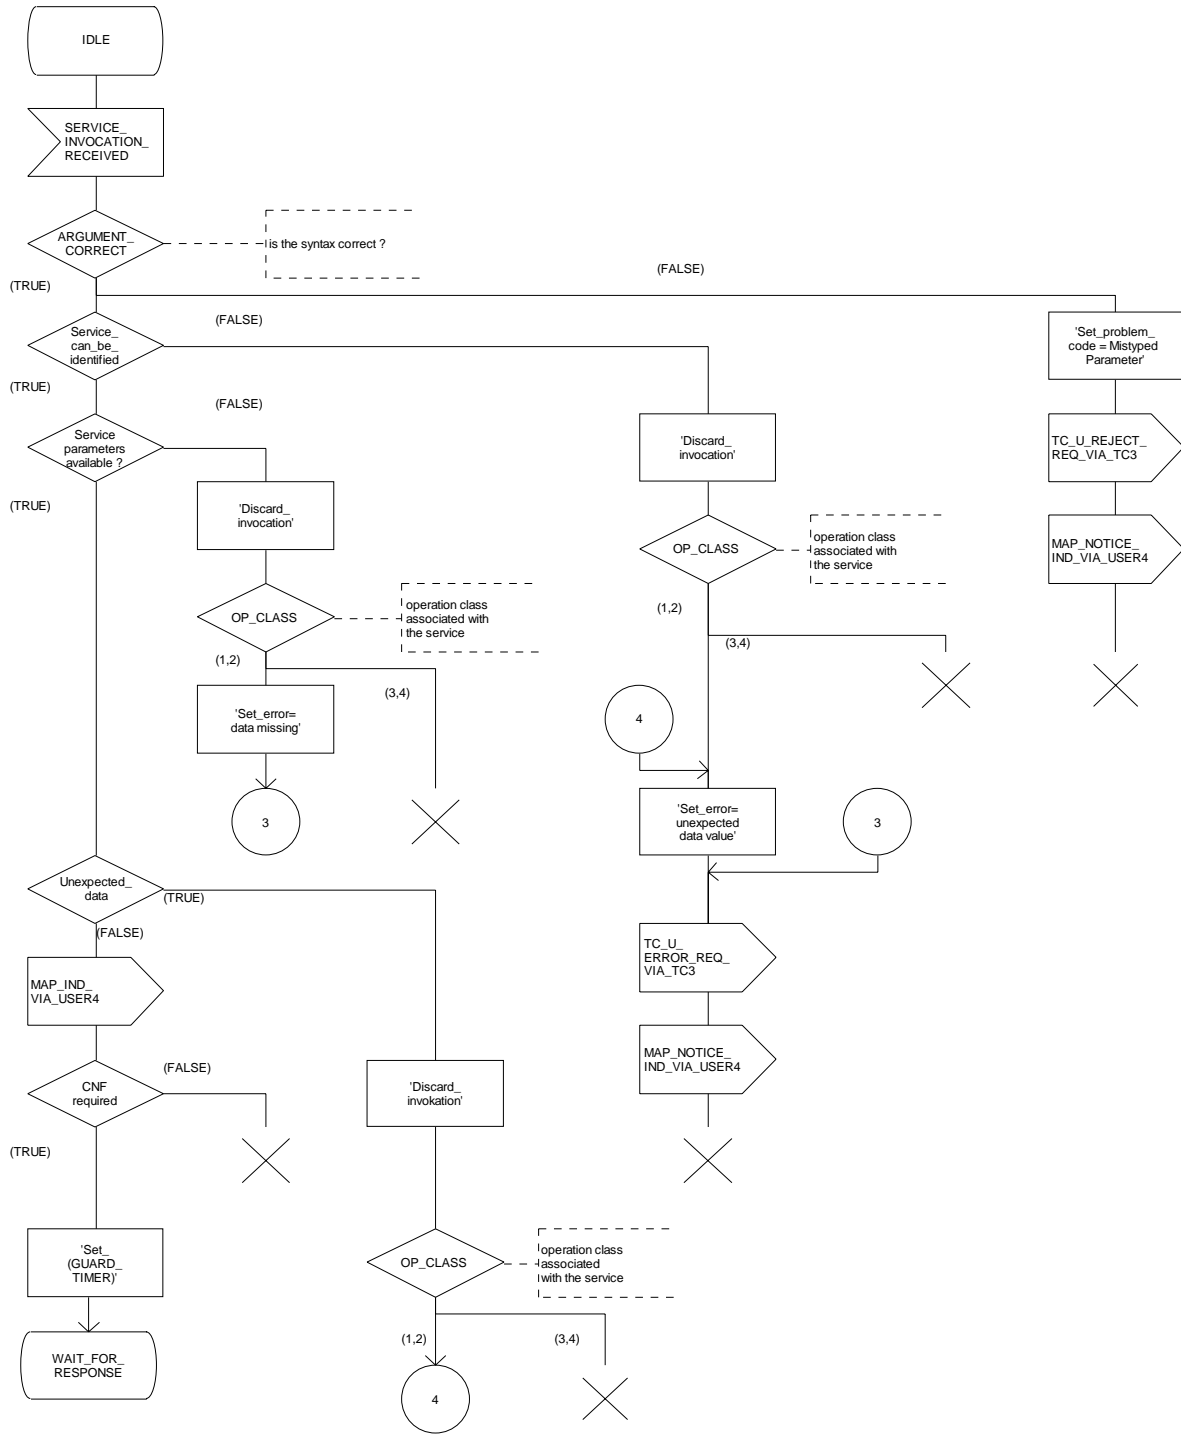 IDLE
SERVICE_
INVOCATION_
RECEIVED
ARGUMENT_
CORRECT
is the syntax correct ?
(TRUE)
(FALSE)
Service_
can_be_
identified
(FALSE)
'Set_problem_
code = Mistyped
Parameter'
(TRUE)
(FALSE)
Service
parameters
available ?
'Discard_
invocation'
TC_U_REJECT_
REQ_VIA_TC3
(TRUE)
'Discard_
invocation'
OP_CLASS
operation class
associated with
the service
MAP_NOTICE_
IND_VIA_USER4
OP_CLASS
operation class
associated with
the service
(1,2)
(3,4)
(1,2)
(3,4)
'Set_error=
data missing'
4
3
'Set_error=
unexpected
data value'
3
Unexpected_
data
(TRUE)
(FALSE)
TC_U_
ERROR_REQ_
VIA_TC3
MAP_IND_
VIA_USER4
MAP_NOTICE_
IND_VIA_USER4
CNF
required
(FALSE)
'Discard_
invokation'
(TRUE)
'Set_
(GUARD_
TIMER)'
OP_CLASS
operation class
associated
with the service
(1,2)
(3,4)
WAIT_FOR_
RESPONSE
4